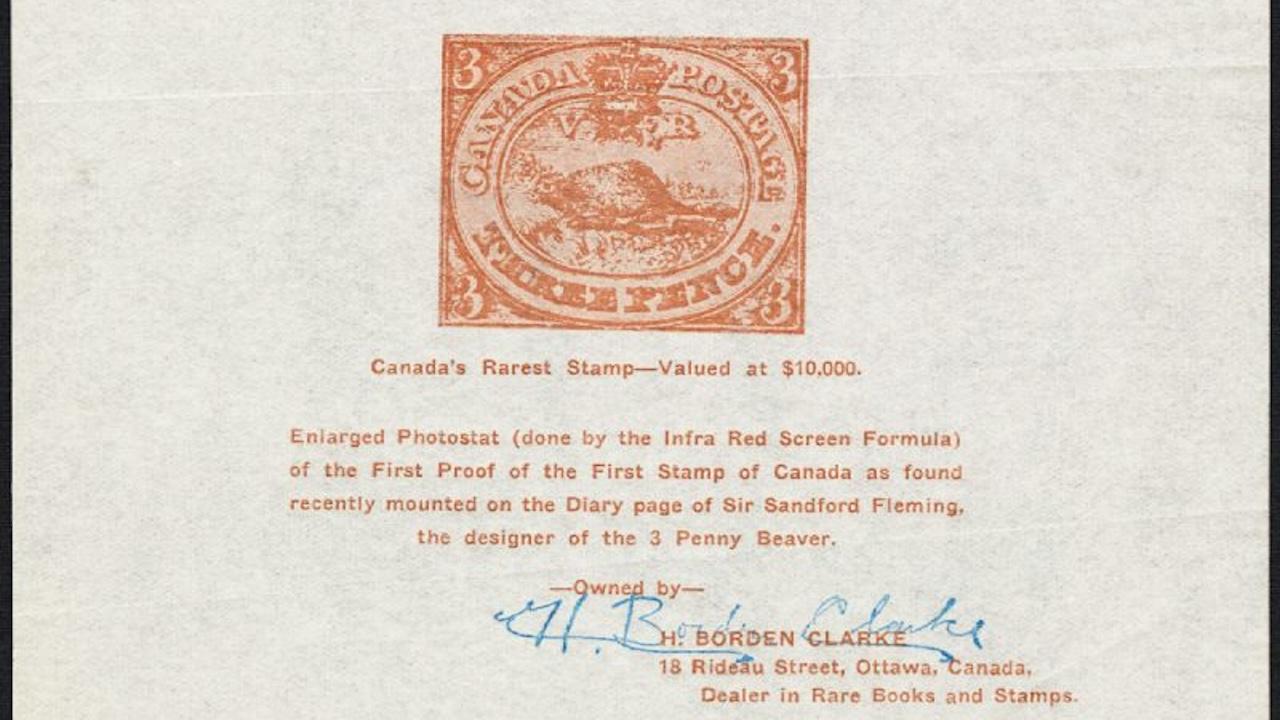 3 3
CANADA POSTAGE
V R
THREE PENCE.
3 3
Canada's Rarest Stamp—Valued at $10,000.
Enlarged Photostat (done by the Infra Red Screen Formula)
of the First Proof of the First Stamp of Canada as found
recently mounted on the Diary page of Sir Sandford Fleming,
the designer of the 3 Penny Beaver.
—Owned by—
H. Borden Clarke
H. BORDEN CLARKE
18 Rideau Street, Ottawa, Canada,
Dealer in Rare Books and Stamps.